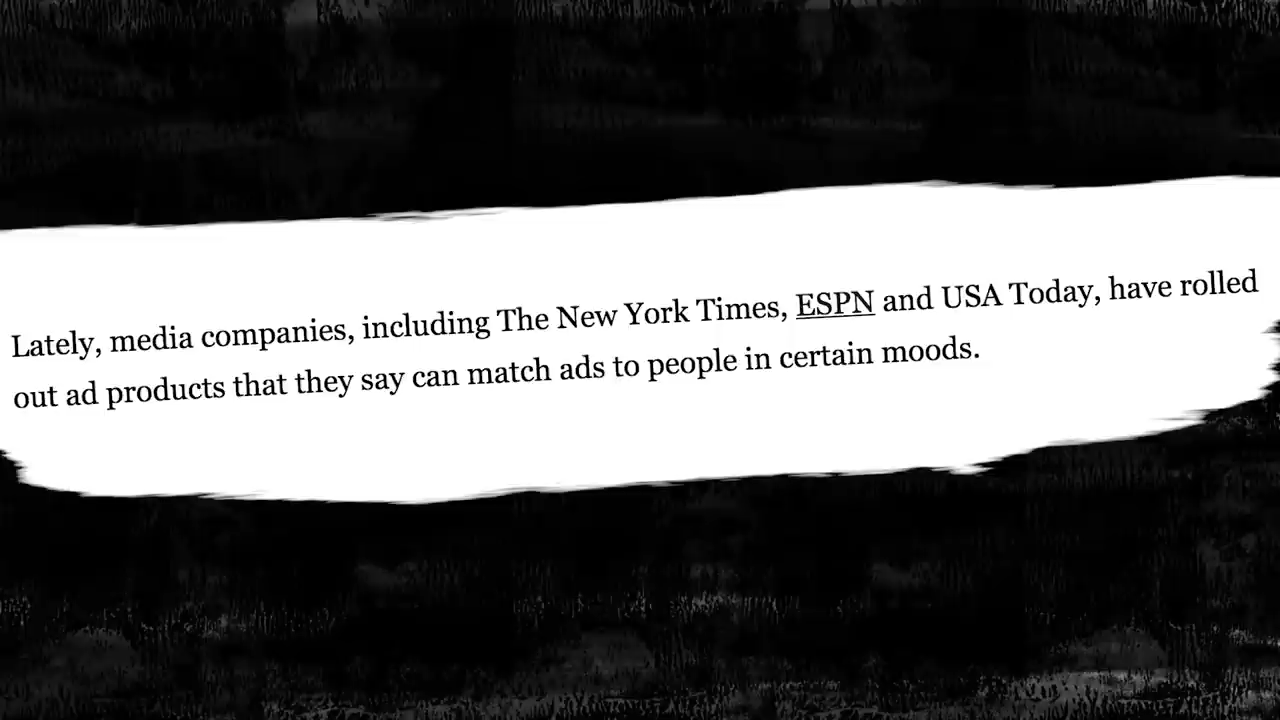 Lately, media companies, including The New York Times, ESPN and USA Today, have rolled
out ad products that they say can match ads to people in certain moods.